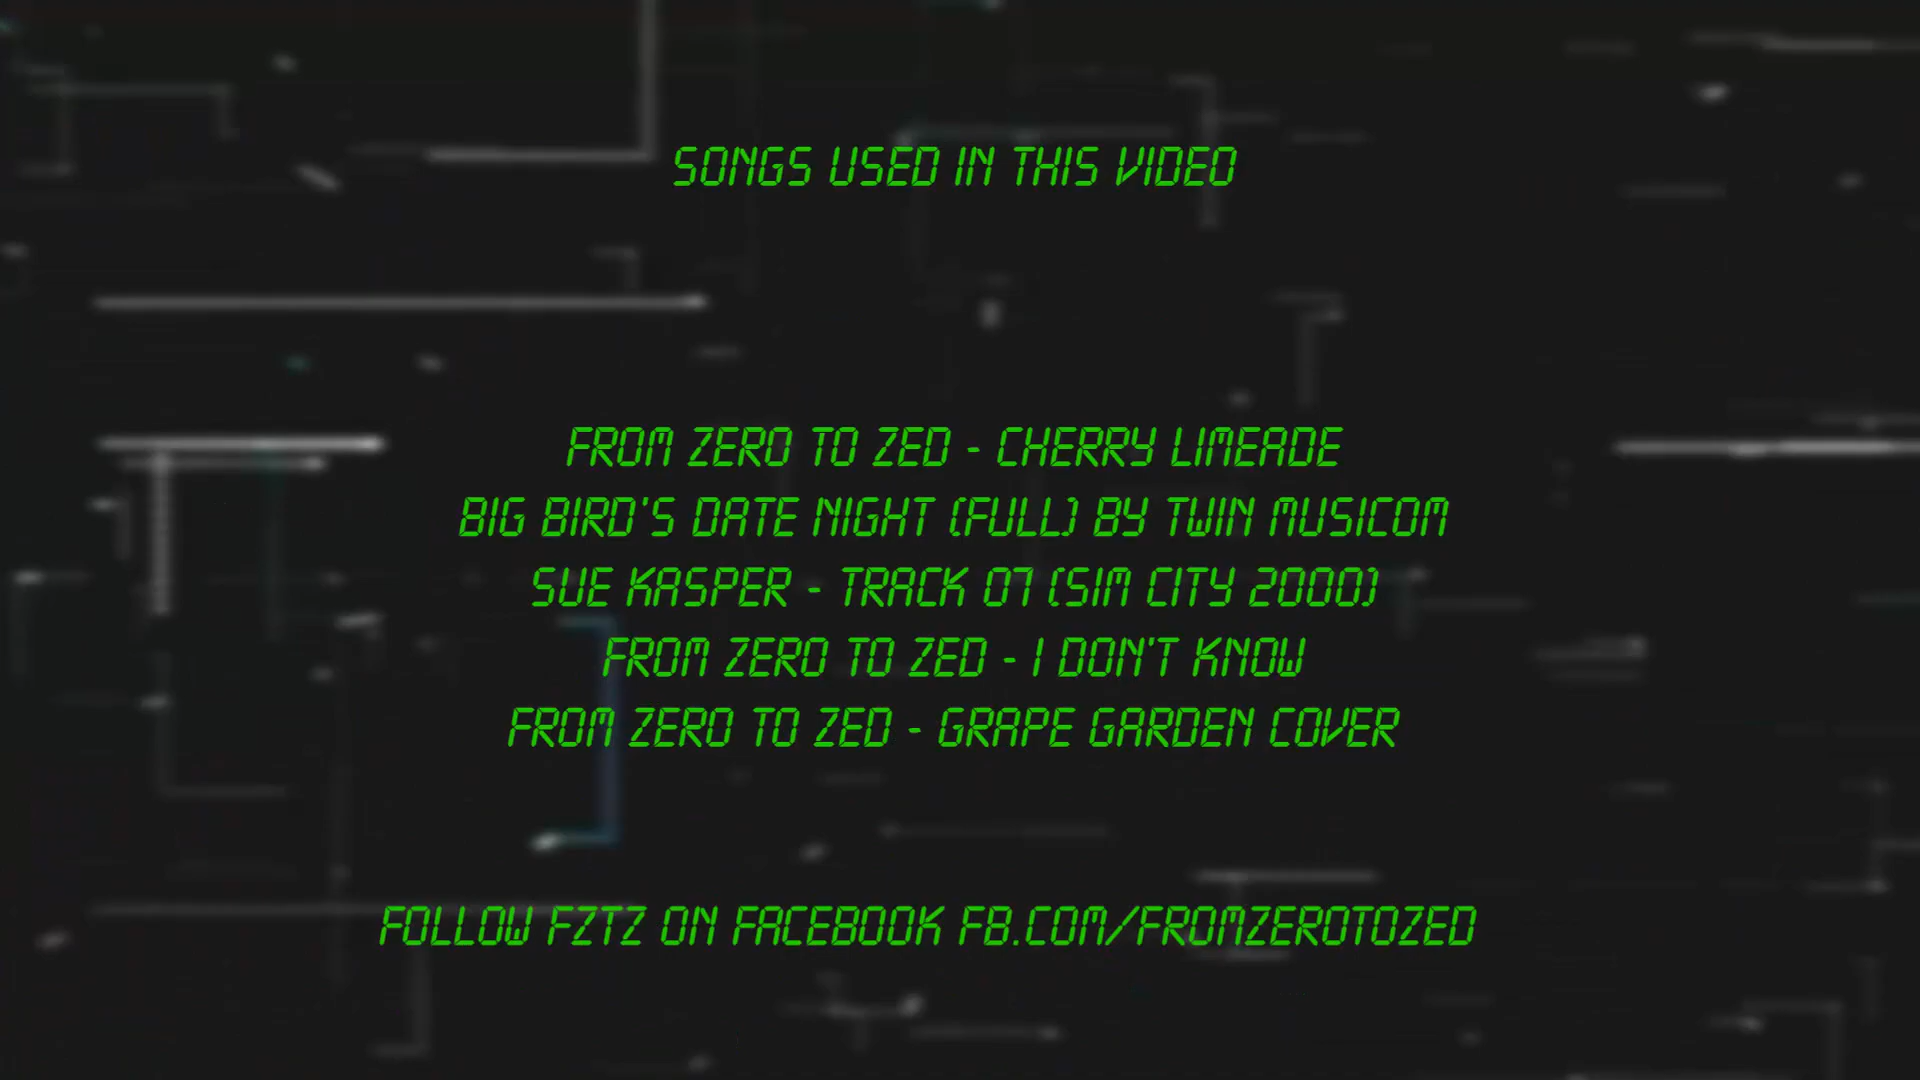 SONGS USED IN THIS VIDEO
FROM ZERO TO ZED - CHERRY LIMEADE
BIG BIRD'S DATE NIGHT (FULL) BY TWIN MUSICOM
SUE KASPER - TRACK 07 (SIM CITY 2000)
FROM ZERO TO ZED - I DON'T KNOW
FROM ZERO TO ZED - GRAPE GARDEN COVER
FOLLOW FZTZ ON FACEBOOK FB.COM/FROMZEROTOZED